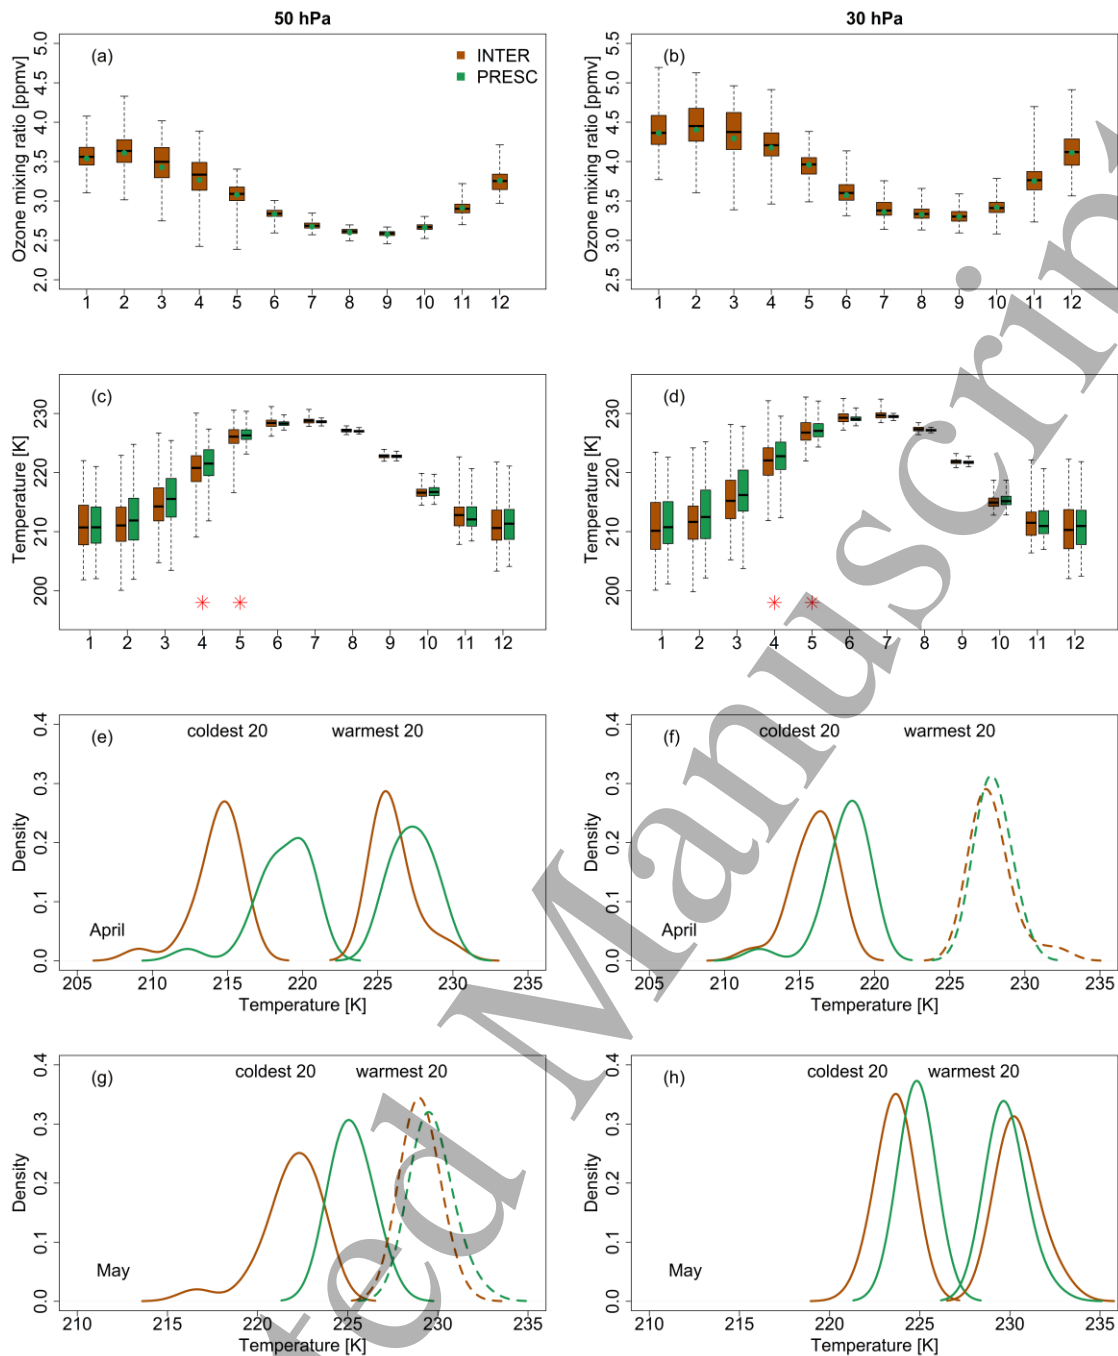 50 hPa 30 hPa
(a) INTER PRESC
Ozone mixing ratio [ppmv]
2.0 2.5 3.0 3.5 4.0 4.5 5.0
1 2 3 4 5 6 7 8 9 10 11 12
(b)
Ozone mixing ratio [ppmv]
2.5 3.0 3.5 4.0 4.5 5.0 5.5
1 2 3 4 5 6 7 8 9 10 11 12
(c)
Temperature [K]
200 210 220 230
1 2 3 4 5 6 7 8 9 10 11 12
(d)
Temperature [K]
200 210 220 230
1 2 3 4 5 6 7 8 9 10 11 12
(e) coldest 20 warmest 20
Density
0.0 0.1 0.2 0.3 0.4
April
205 210 215 220 225 230 235
Temperature [K]
(f) coldest 20 warmest 20
Density
0.0 0.1 0.2 0.3 0.4
April
205 210 215 220 225 230 235
Temperature [K]
(g) coldest 20 warmest 20
Density
0.0 0.1 0.2 0.3 0.4
May
210 215 220 225 230 235
Temperature [K]
(h) coldest 20 warmest 20
Density
0.0 0.1 0.2 0.3 0.4
May
210 215 220 225 230 235
Temperature [K]